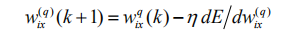 w_{ix}^{(q)}(k+1) = w_{ix}^{q}(k) − η dE/dw_{ix}^{(q)}